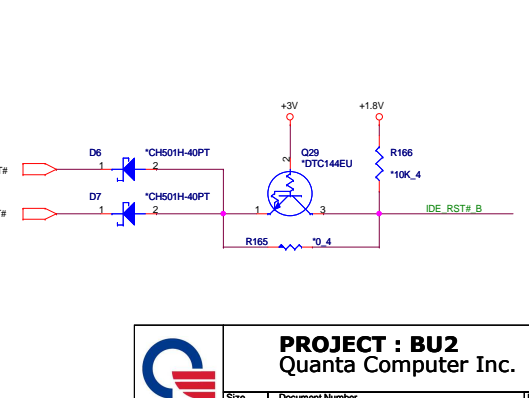 +3V
+1.8V
D6
*CH501H-40PT
Q29
R166
*DTC144EU
2
T#
1
2
*10K_4
D7
*CH501H-40PT
T#
1
2
1
3
IDE_RST#_B
R165
*0_4
PROJECT : BU2
Quanta Computer Inc.
Size
Document Number